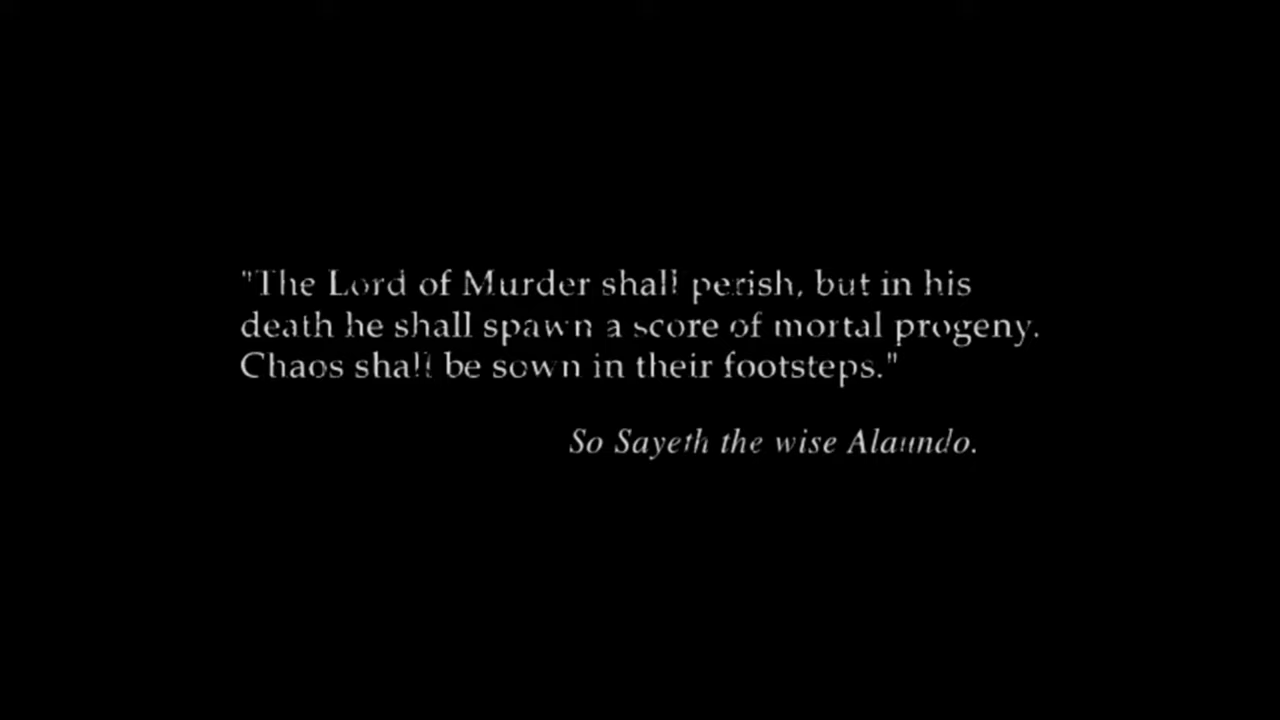 "The Lord of Murder shall perish, but in his
death he shall spawn a score of mortal progeny.
Chaos shall be sown in their footsteps."
So Sayeth the wise Alaundo.